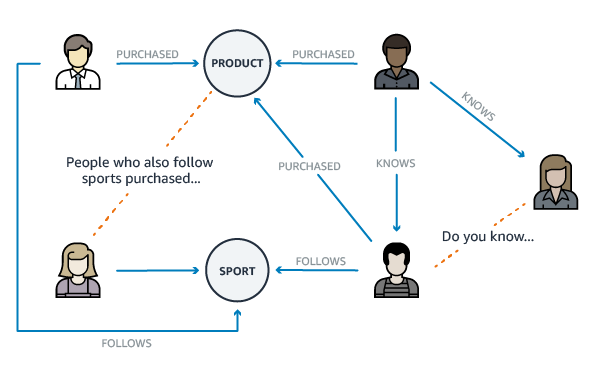 PURCHASED
PRODUCT
PURCHASED
KNOWS
People who also follow
sports purchased...
PURCHASED
KNOWS
Do you know...
SPORT
FOLLOWS
FOLLOWS